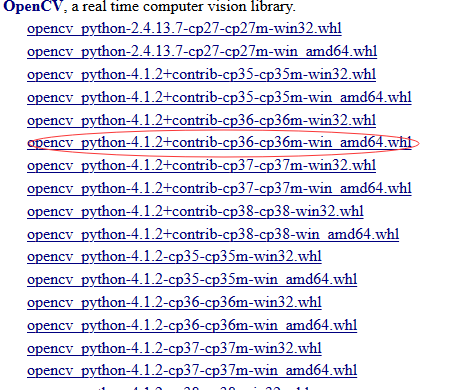 OpenCV, a real time computer vision library.
opencv_python-2.4.13.7-cp27-cp27m-win32.whl
opencv_python-2.4.13.7-cp27-cp27m-win_amd64.whl
opencv_python-4.1.2+contrib-cp35-cp35m-win32.whl
opencv_python-4.1.2+contrib-cp35-cp35m-win_amd64.whl
opencv_python-4.1.2+contrib-cp36-cp36m-win32.whl
opencv_python-4.1.2+contrib-cp36-cp36m-win_amd64.whl
opencv_python-4.1.2+contrib-cp37-cp37m-win32.whl
opencv_python-4.1.2+contrib-cp37-cp37m-win_amd64.whl
opencv_python-4.1.2+contrib-cp38-cp38-win32.whl
opencv_python-4.1.2+contrib-cp38-cp38-win_amd64.whl
opencv_python-4.1.2-cp35-cp35m-win32.whl
opencv_python-4.1.2-cp35-cp35m-win_amd64.whl
opencv_python-4.1.2-cp36-cp36m-win32.whl
opencv_python-4.1.2-cp36-cp36m-win_amd64.whl
opencv_python-4.1.2-cp37-cp37m-win32.whl
opencv_python-4.1.2-cp37-cp37m-win_amd64.whl